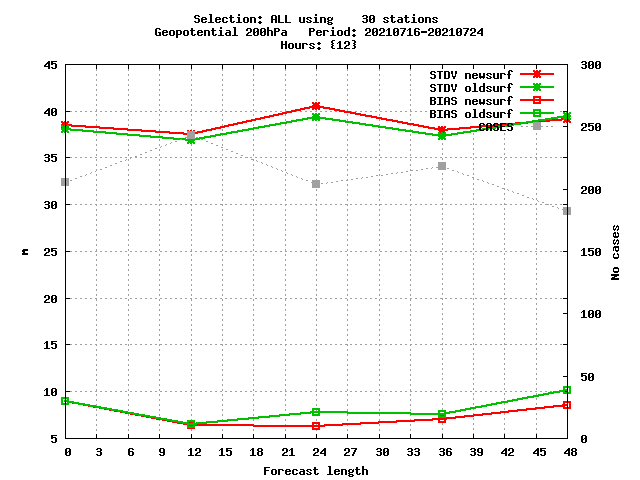 Selection: ALL using    30 stations
Geopotential 200hPa   Period: 20210716-20210724
Hours: {12}
STDV newsurf
STDV oldsurf
BIAS newsurf
BIAS oldsurf
CASES
45
40
35
30
25
20
15
10
5
m
300
250
200
150
100
50
0
No cases
0 3 6 9 12 15 18 21 24 27 30 33 36 39 42 45 48
Forecast length